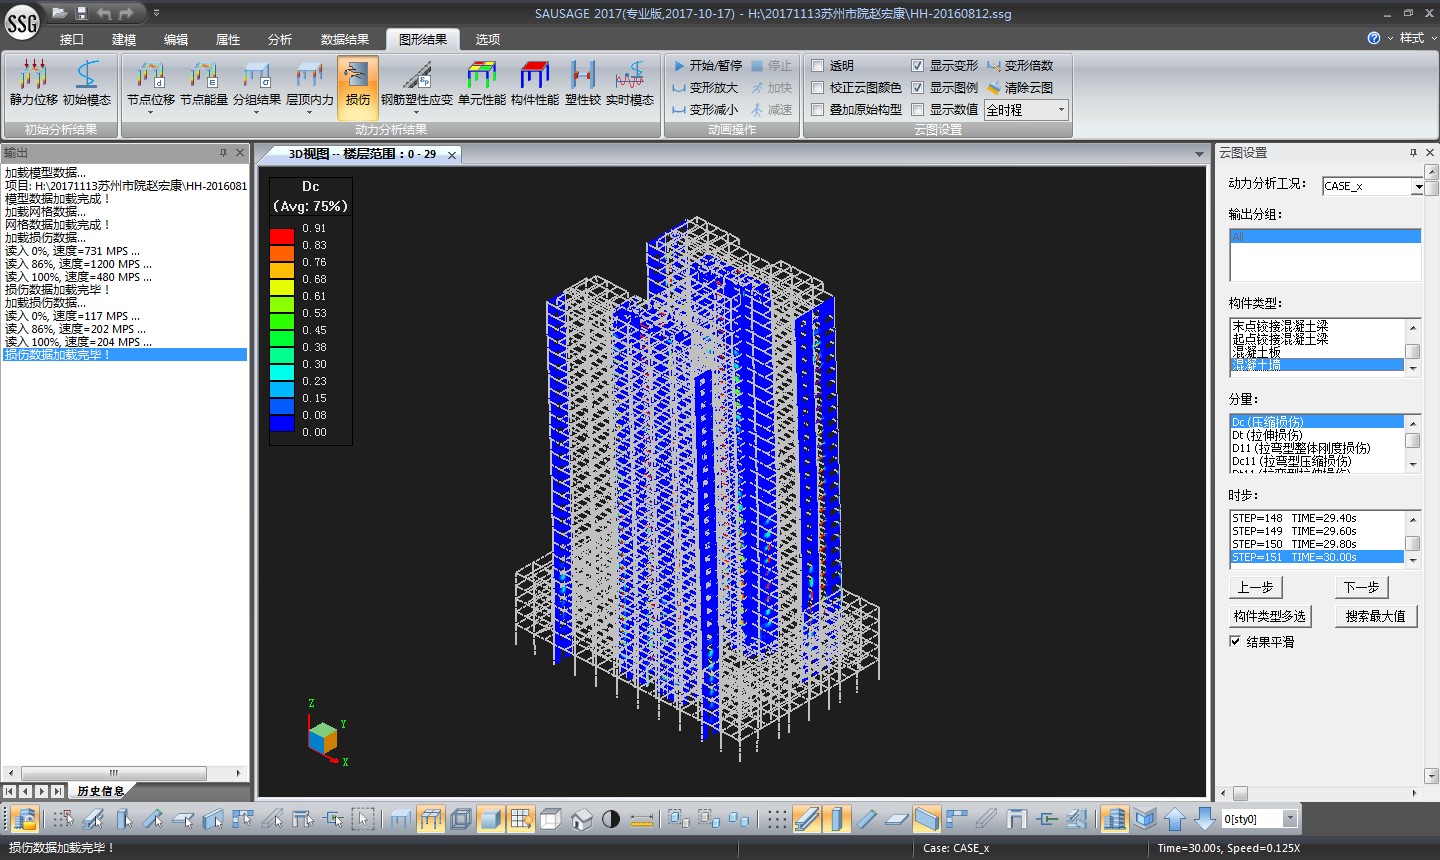 SSG
SAUSAGE 2017(专业版,2017-10-17) - H:\20171113苏州市院赵宏康\HH-20160812.ssg
接口 建模 编辑 属性 分析 数据结果 图形结果 选项 样式
静力位移 初始模态 节点位移 节点能量 分组结果 层顶内力 损伤 钢筋塑性应变 单元性能 构件性能 塑性铰 实时模态
开始/暂停 停止 透明 显示变形 变形倍数
变形放大 加快 校正云图颜色 显示图例 清除云图
变形减小 减速 叠加原始构型 显示数值 全时程
初始分析结果 动力分析结果 动画操作 云图设置
输出
加载模型数据...
项目: H:\20171113苏州市院赵宏康\HH-2016081
模型数据加载完成！
加载网格数据...
网格数据加载完成！
加载损伤数据...
读入 0%, 速度=731 MPS ...
读入 86%, 速度=1200 MPS ...
读入 100%, 速度=480 MPS ...
损伤数据加载完毕！
加载损伤数据...
读入 0%, 速度=117 MPS ...
读入 86%, 速度=202 MPS ...
读入 100%, 速度=204 MPS ...
损伤数据加载完毕！
历史信息
3D视图 -- 楼层范围：0 - 29
Dc
(Avg: 75%)
0.91
0.83
0.76
0.68
0.61
0.53
0.45
0.38
0.30
0.23
0.15
0.08
0.00
Z
Y
X
云图设置
动力分析工况: CASE_x
输出分组:
All
构件类型:
末点铰接混凝土梁
起点铰接混凝土梁
混凝土板
混凝土墙
分量:
Dc (压缩损伤)
Dt (拉伸损伤)
D11 (拉弯型整体刚度损伤)
Dc11 (拉弯型压缩损伤)
Dt11 (拉弯型拉伸损伤)
时步:
STEP=148 TIME=29.40s
STEP=149 TIME=29.60s
STEP=150 TIME=29.80s
STEP=151 TIME=30.00s
上一步 下一步
构件类型多选 搜索最大值
结果平滑
0[sty0]
损伤数据加载完毕！ Case: CASE_x Time=30.00s, Speed=0.125X